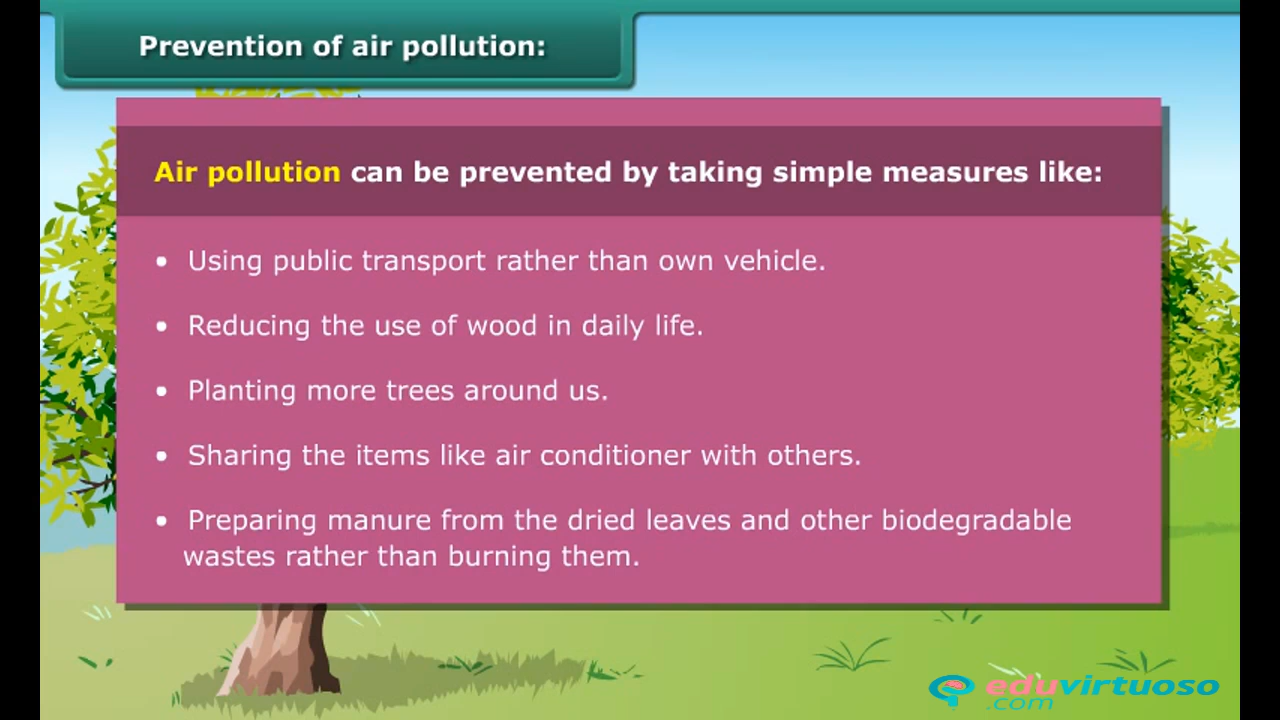 Prevention of air pollution:
Air pollution can be prevented by taking simple measures like:
• Using public transport rather than own vehicle.
• Reducing the use of wood in daily life.
• Planting more trees around us.
• Sharing the items like air conditioner with others.
• Preparing manure from the dried leaves and other biodegradable
wastes rather than burning them.
eduvirtuoso
.com